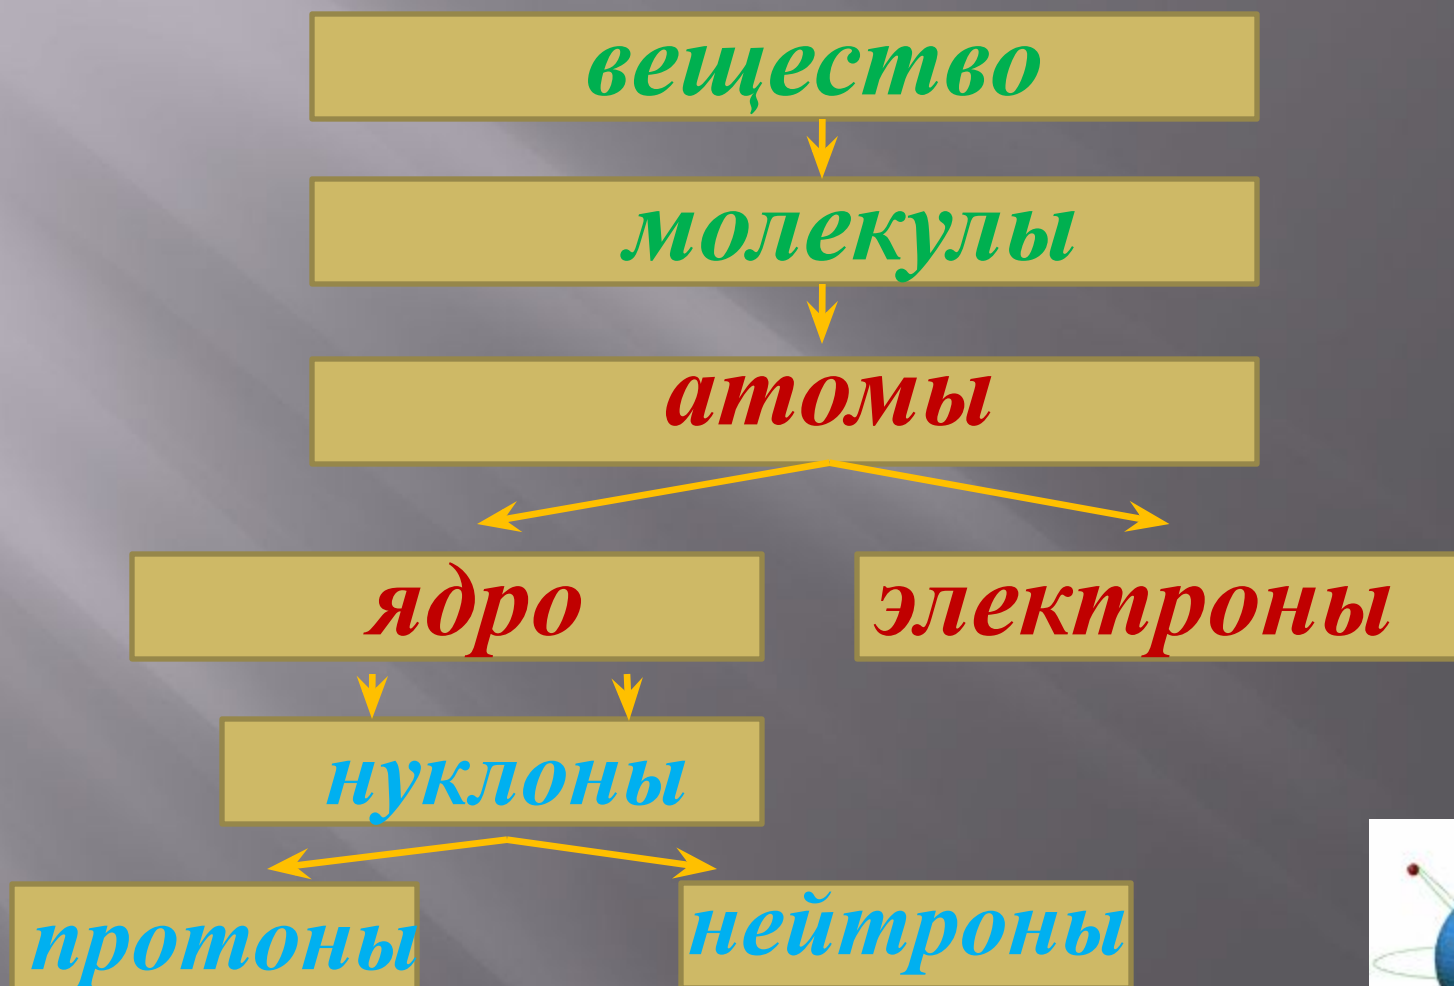 вещество
молекулы
атомы
ядро
электроны
нуклоны
протоны
нейтроны